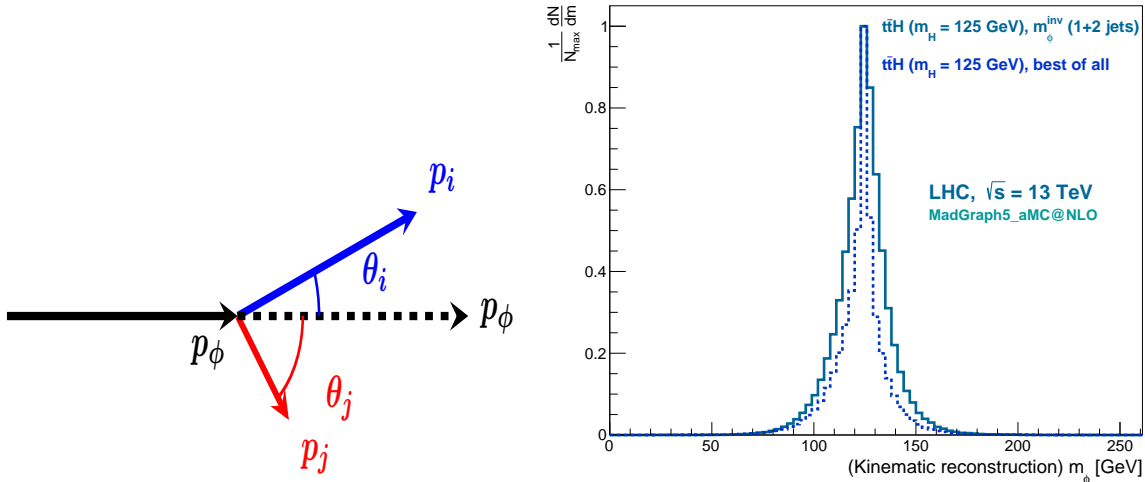 p_i
θ_i
p_ϕ
p_ϕ
θ_j
p_j
1/N_max dN/dm
tt̄H (m_H = 125 GeV), m_ϕ^inv (1+2 jets)
tt̄H (m_H = 125 GeV), best of all
LHC, √s = 13 TeV
MadGraph5_aMC@NLO
1
0.8
0.6
0.4
0.2
0
0 50 100 150 200 250
(Kinematic reconstruction) m_ϕ [GeV]